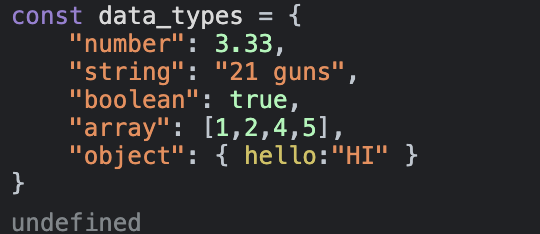 const data_types = {
    "number": 3.33,
    "string": "21 guns",
    "boolean": true,
    "array": [1,2,4,5],
    "object": { hello:"HI" }
}
undefined